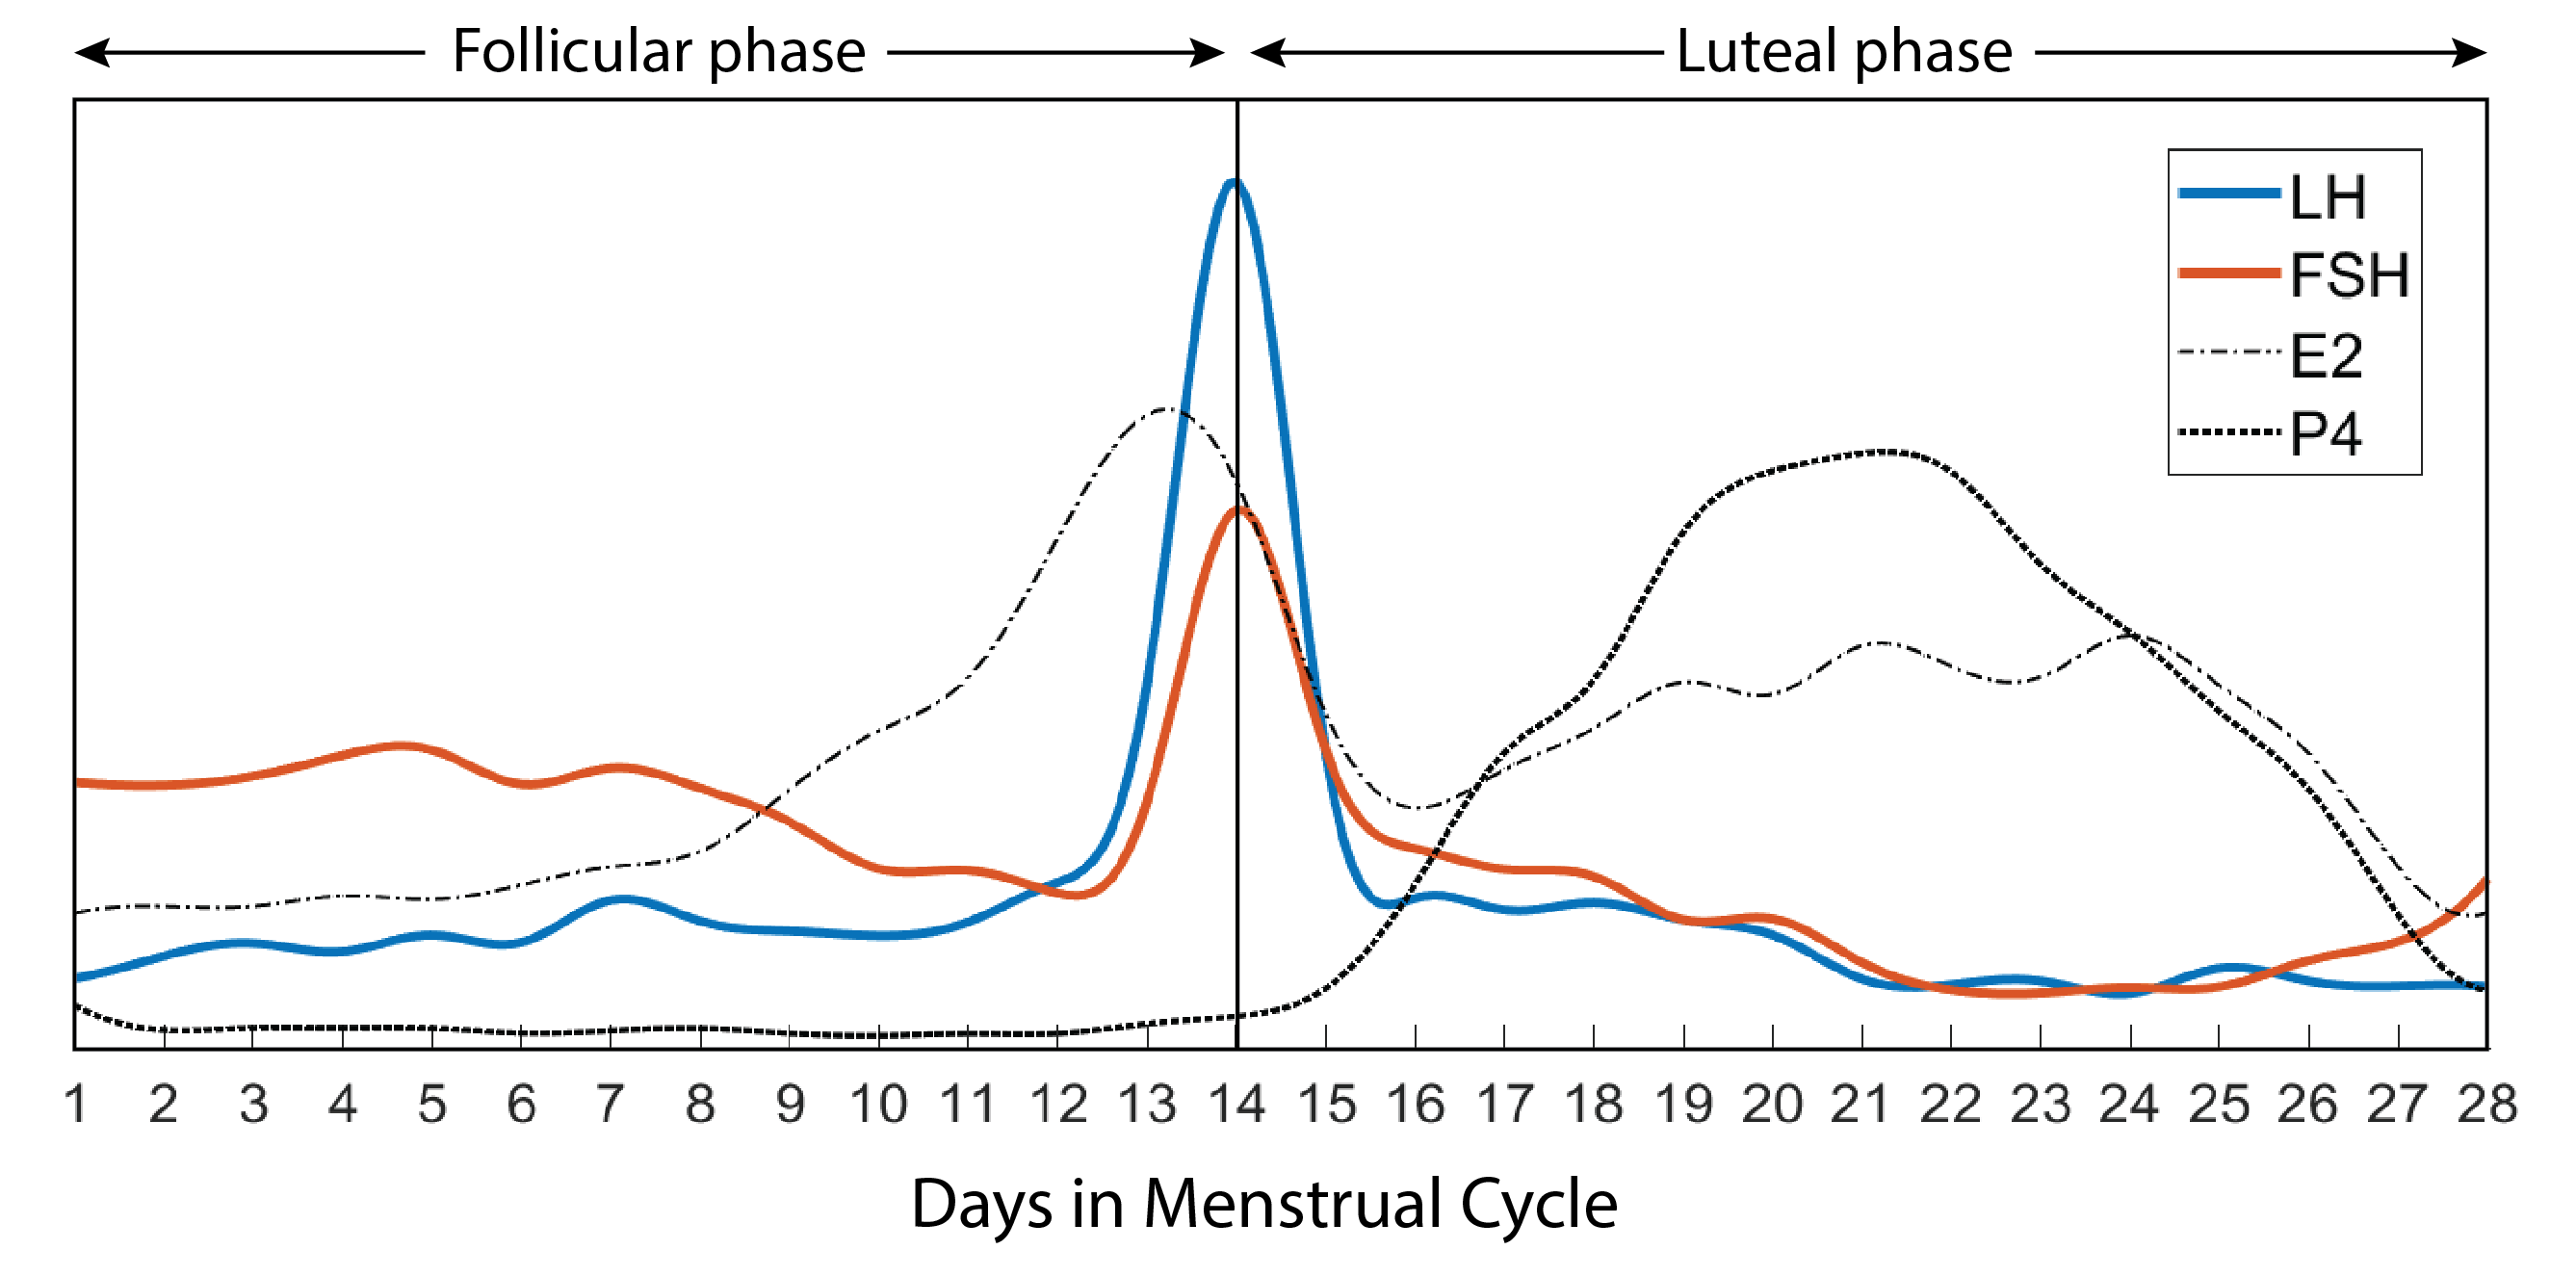 Follicular phase Luteal phase
LH
FSH
E2
P4
1 2 3 4 5 6 7 8 9 10 11 12 13 14 15 16 17 18 19 20 21 22 23 24 25 26 27 28
Days in Menstrual Cycle